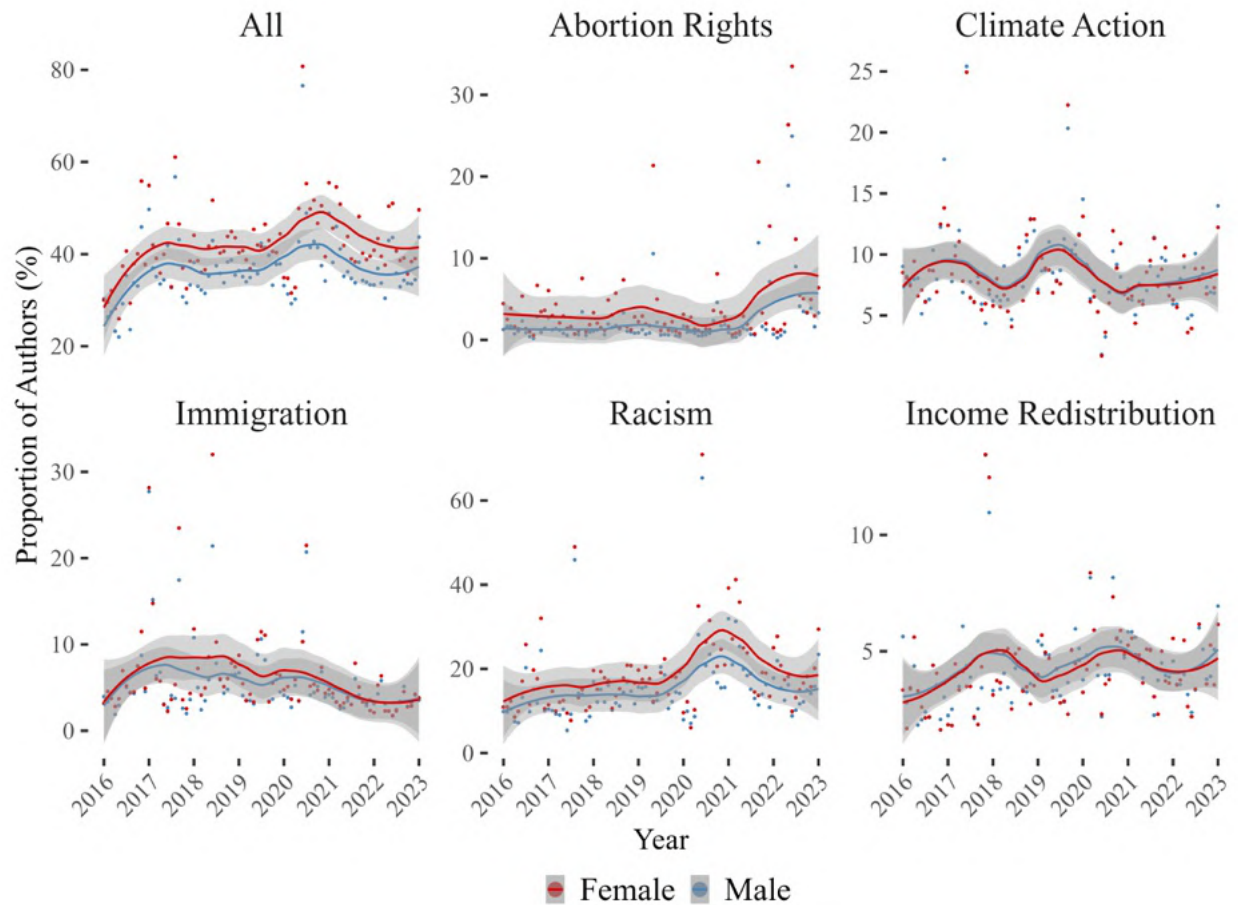 All Abortion Rights Climate Action
80
60
40
20
30
20
10
0
25
20
15
10
5
Proportion of Authors (%)
Immigration Racism Income Redistribution
30
20
10
0
60
40
20
0
10
5
2016 2017 2018 2019 2020 2021 2022 2023
2016 2017 2018 2019 2020 2021 2022 2023
2016 2017 2018 2019 2020 2021 2022 2023
Year
Female Male